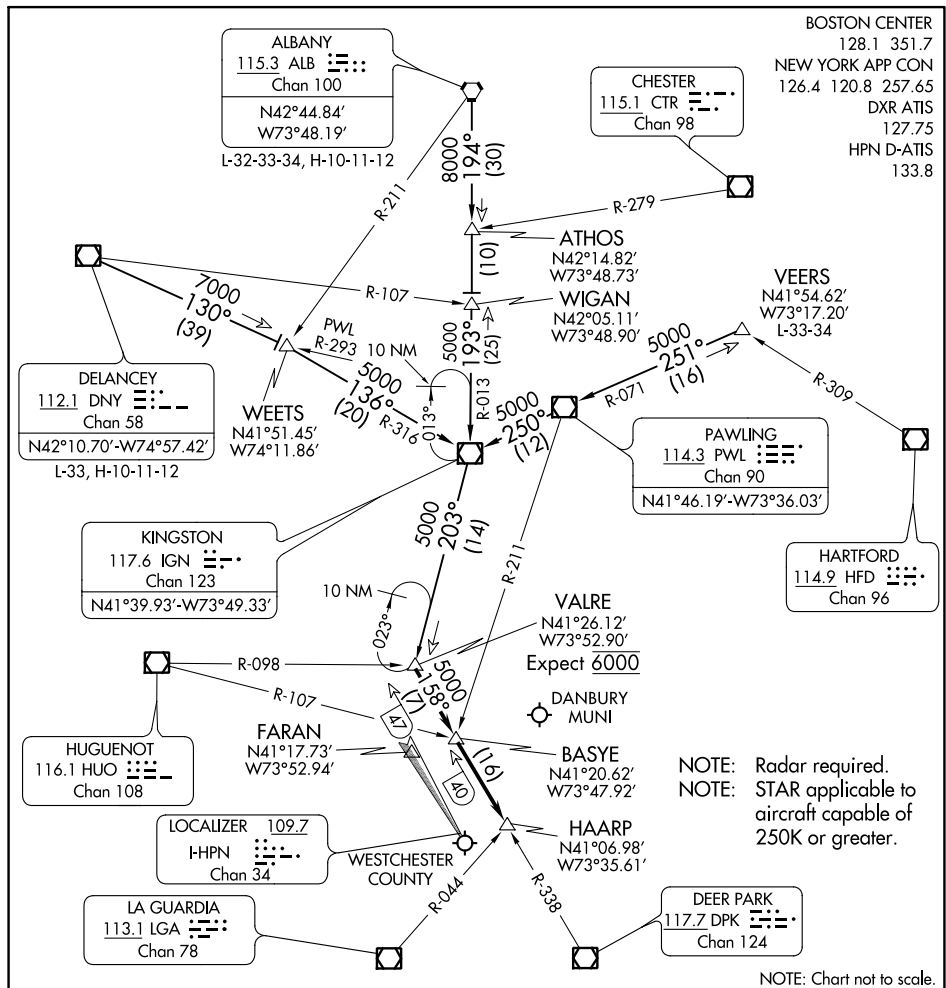 BOSTON CENTER
128.1 351.7
NEW YORK APP CON
126.4 120.8 257.65
DXR ATIS
127.75
HPN D-ATIS
133.8
ALBANY
115.3 ALB
Chan 100
N42°44.84'
W73°48.19'
L-32-33-34, H-10-11-12
CHESTER
115.1 CTR
Chan 98
8000
194°
(30)
R-211
R-279
ATHOS
N42°14.82'
W73°48.73'
(10)
R-107
WIGAN
N42°05.11'
W73°48.90'
VEERS
N41°54.62'
W73°17.20'
L-33-34
7000
130°
(39)
DELANCEY
112.1 DNY
Chan 58
N42°10.70'-W74°57.42'
L-33, H-10-11-12
PWL
R-293
10 NM
5000
136°
(20)
R-316
WEETS
N41°51.45'
W74°11.86'
5000
193°
(25)
R-013
013°
5000
250°
(12)
5000
251°
(16)
R-071
R-309
PAWLING
114.3 PWL
Chan 90
N41°46.19'-W73°36.03'
KINGSTON
117.6 IGN
Chan 123
N41°39.93'-W73°49.33'
5000
203°
(14)
R-211
HARTFORD
114.9 HFD
Chan 96
10 NM
023°
VALRE
N41°26.12'
W73°52.90'
Expect 6000
R-098
R-107
5000
158°
(7)
DANBURY
MUNI
HUGUENOT
116.1 HUO
Chan 108
FARAN
N41°17.73'
W73°52.94'
47
40
(16)
BASYE
N41°20.62'
W73°47.92'
NOTE: Radar required.
NOTE: STAR applicable to
aircraft capable of
250K or greater.
LOCALIZER 109.7
I-HPN
Chan 34
WESTCHESTER
COUNTY
HAARP
N41°06.98'
W73°35.61'
LA GUARDIA
113.1 LGA
Chan 78
R-044
R-338
DEER PARK
117.7 DPK
Chan 124
NOTE: Chart not to scale.